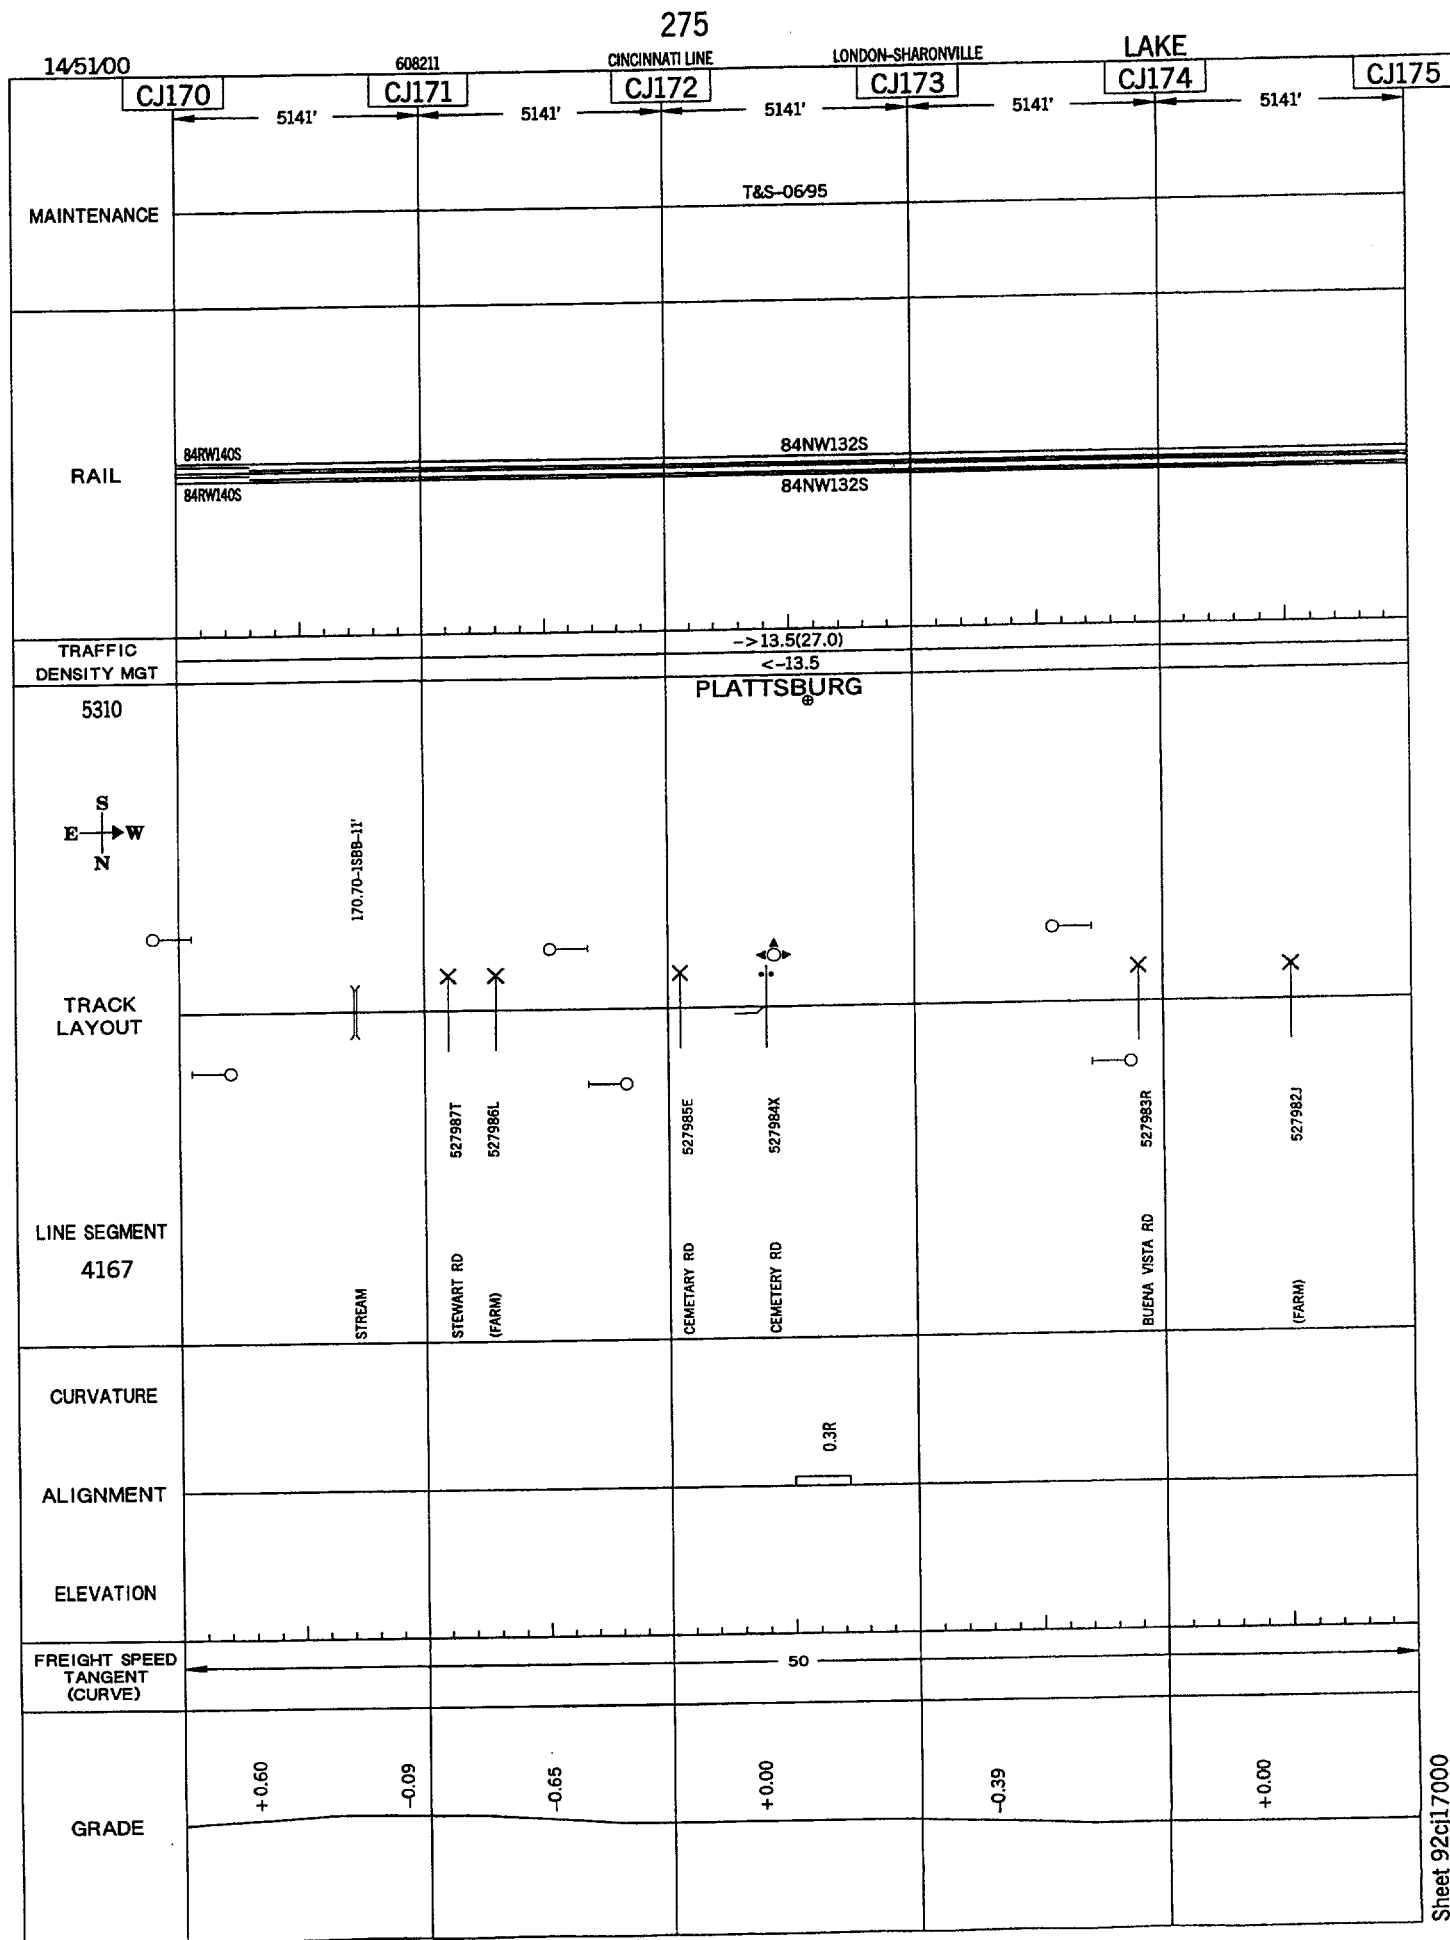 275
14/51/00 608211 CINCINNATI LINE LONDON-SHARONVILLE LAKE
CJ170 CJ171 CJ172 CJ173 CJ174 CJ175
5141' 5141' 5141' 5141' 5141'
MAINTENANCE
T&S-06/95
RAIL
84RW140S 84NW132S
84RW140S 84NW132S
TRAFFIC
DENSITY MGT
->13.5(27.0)
<-13.5
5310
PLATTSBURG
S
E W
N
170.70-1SBB-11'
TRACK
LAYOUT
527987T
527986L
527985E
527984X
527983R
527982J
LINE SEGMENT
4167
STREAM
STEWART RD
(FARM)
CEMETARY RD
CEMETERY RD
BUENA VISTA RD
(FARM)
CURVATURE
0.3R
ALIGNMENT
ELEVATION
FREIGHT SPEED
TANGENT
(CURVE)
50
GRADE
+0.60
-0.09
-0.65
+0.00
-0.39
+0.00
Sheet 92cj17000